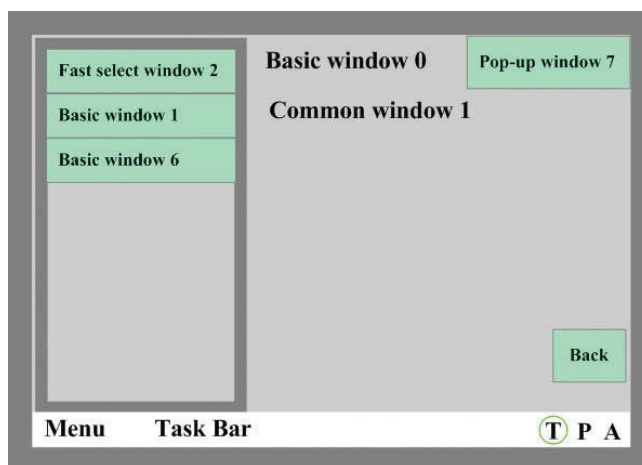 Fast select window 2
Basic window 1
Basic window 6
Basic window 0
Pop-up window 7
Common window 1
Back
Menu Task Bar T P A